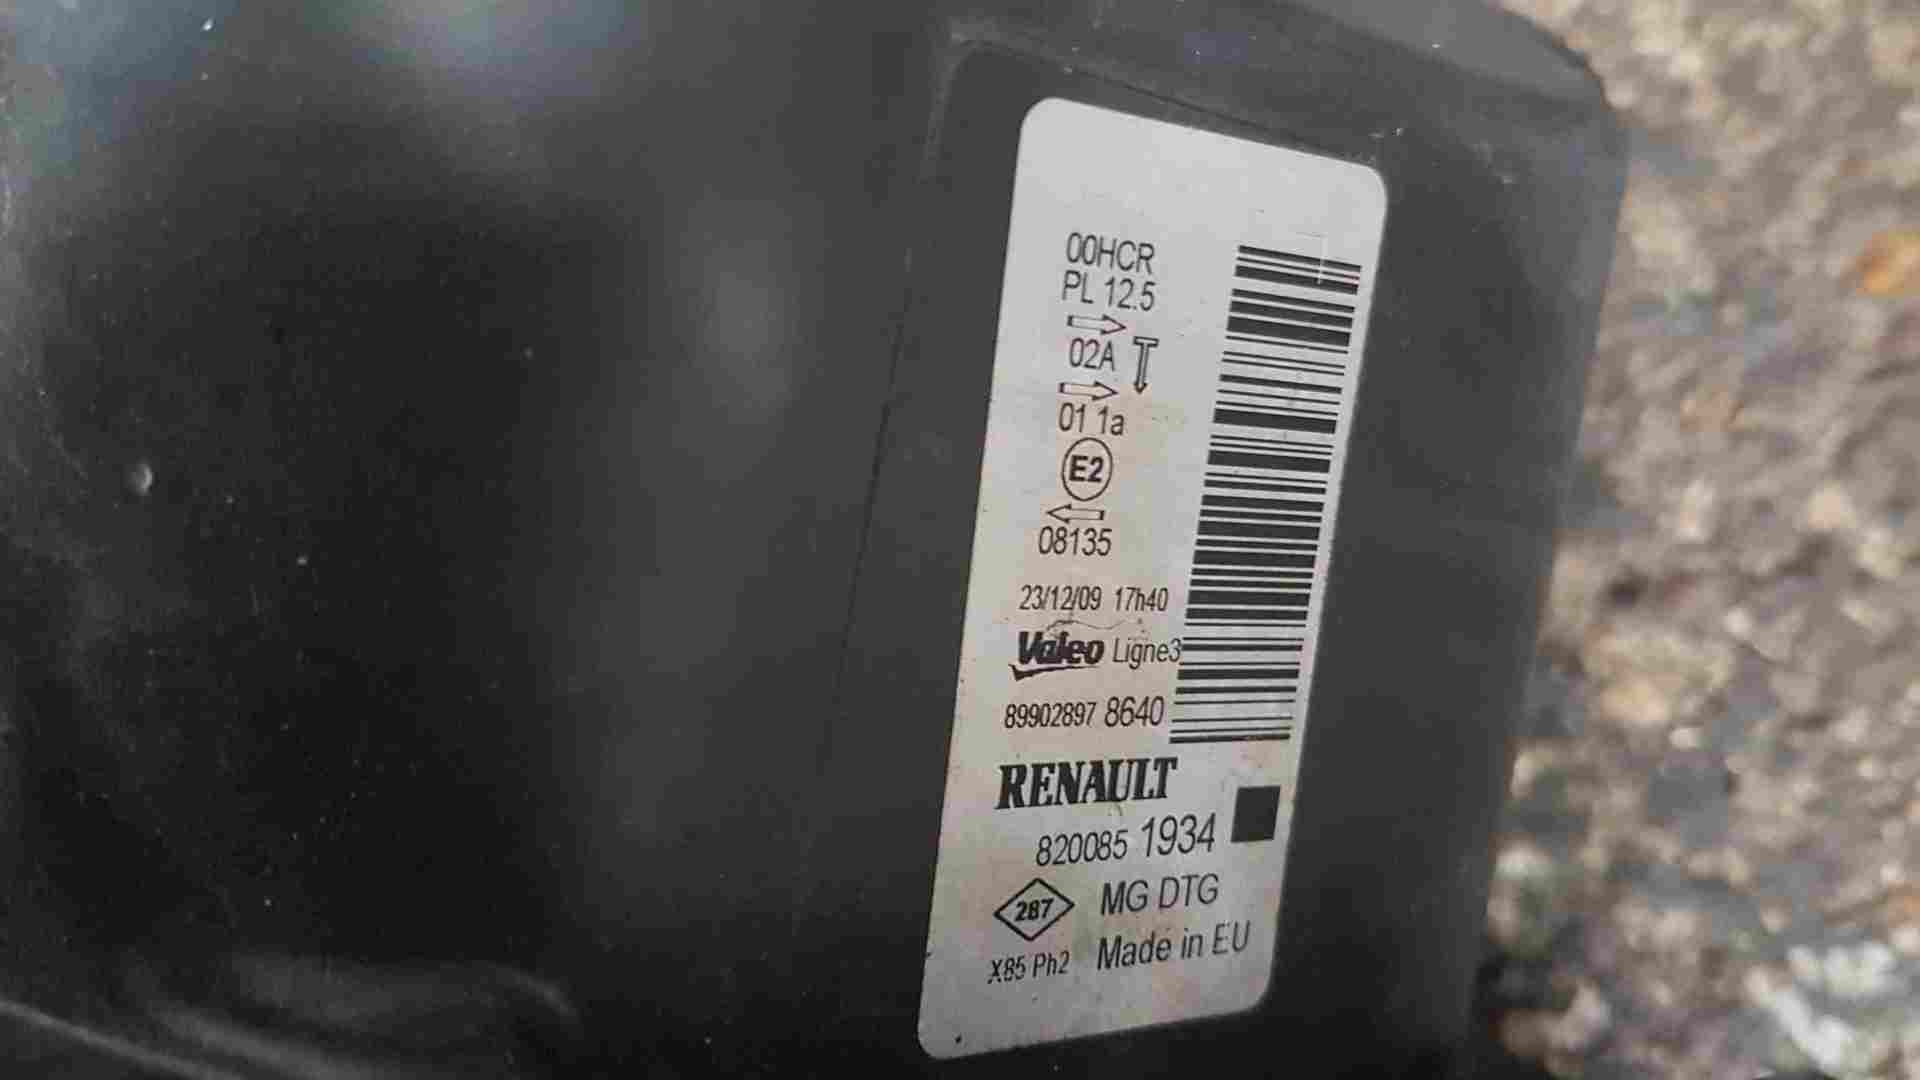 00HCR
PL 12.5
02A T
01 1a
E2
08135
23/12/09 17h40
Valeo Ligne3
89902897 8640
RENAULT
820085 1934
287 MG DTG
X85 Ph2 Made in EU